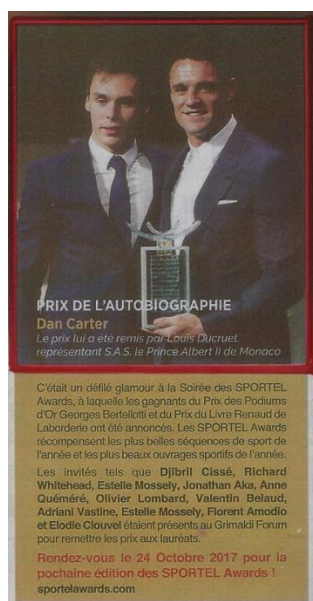 PRIX DE L'AUTOBIOGRAPHIE
Dan Carter
Le prix lui a été remis par Louis Ducruet,
représentant S.A.S. le Prince Albert Ii de Monaco
C'était un défilé glamour à la Soirée des SPORTEL
Awards, à laquelle les gagnants du Prix des Podiums
d'Or Georges Bertellotti et du Prix du Livre Renaud de
Laborderie ont été annoncés. Les SPORTEL Awards
récompensent les plus belles séquences de sport de
l'année et les plus beaux ouvrages sportifs de l'année.
Les invités tels que Djibril Cissé, Richard
Whitehead, Estelle Mossely, Jonathan Aka, Anne
Quéméré, Olivier Lombard, Valentin Belaud,
Adriani Vastine, Estelle Mossely, Florent Amodio
et Elodie Clouvel étaient présents au Grimaldi Forum
pour remettre les prix aux lauréats.
Rendez-vous le 24 Octobre 2017 pour la
pochaine édition des SPORTEL Awards !
sportelawards.com